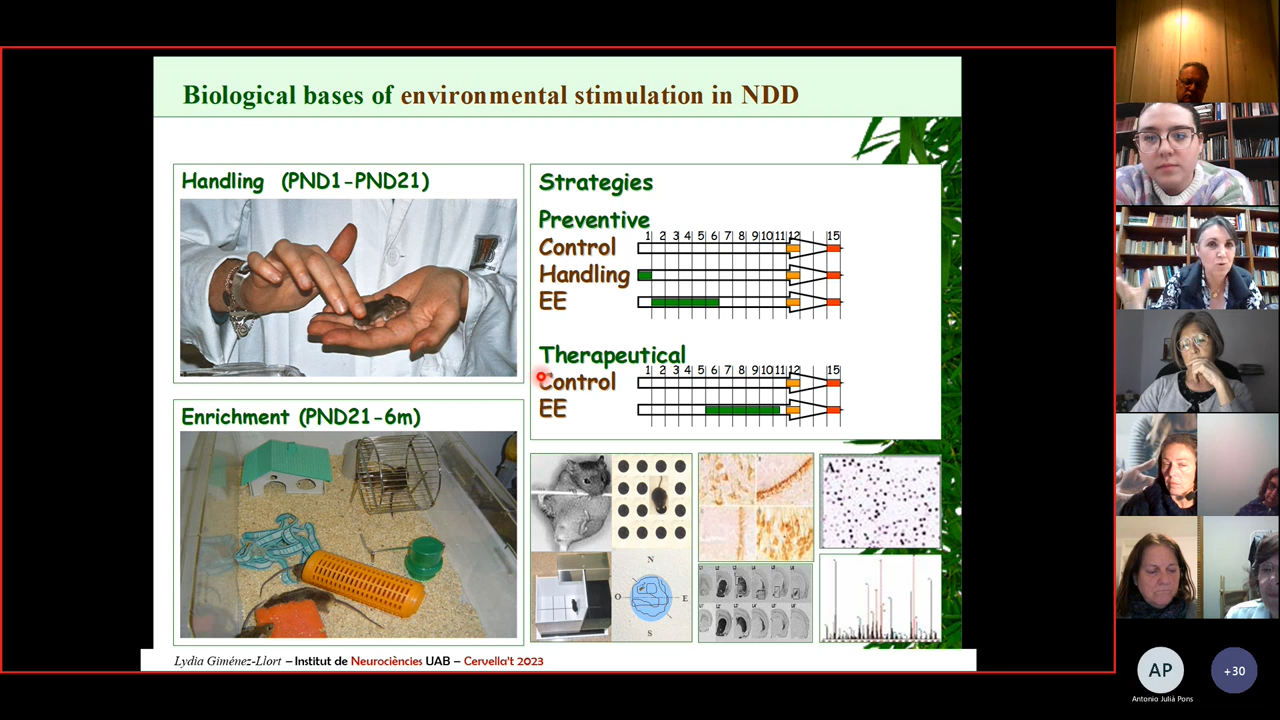 Biological bases of environmental stimulation in NDD
Handling (PND1-PND21)
Enrichment (PND21-6m)
Strategies
Preventive
1 2 3 4 5 6 7 8 9 10 11 12 15
Control
Handling
EE
Therapeutical
1 2 3 4 5 6 7 8 9 10 11 12 15
Control
EE
A
N
O E
S
Lydia Giménez-Llort – Institut de Neurociències UAB – Cervella't 2023
AP
Antonio Julià Pons
+30